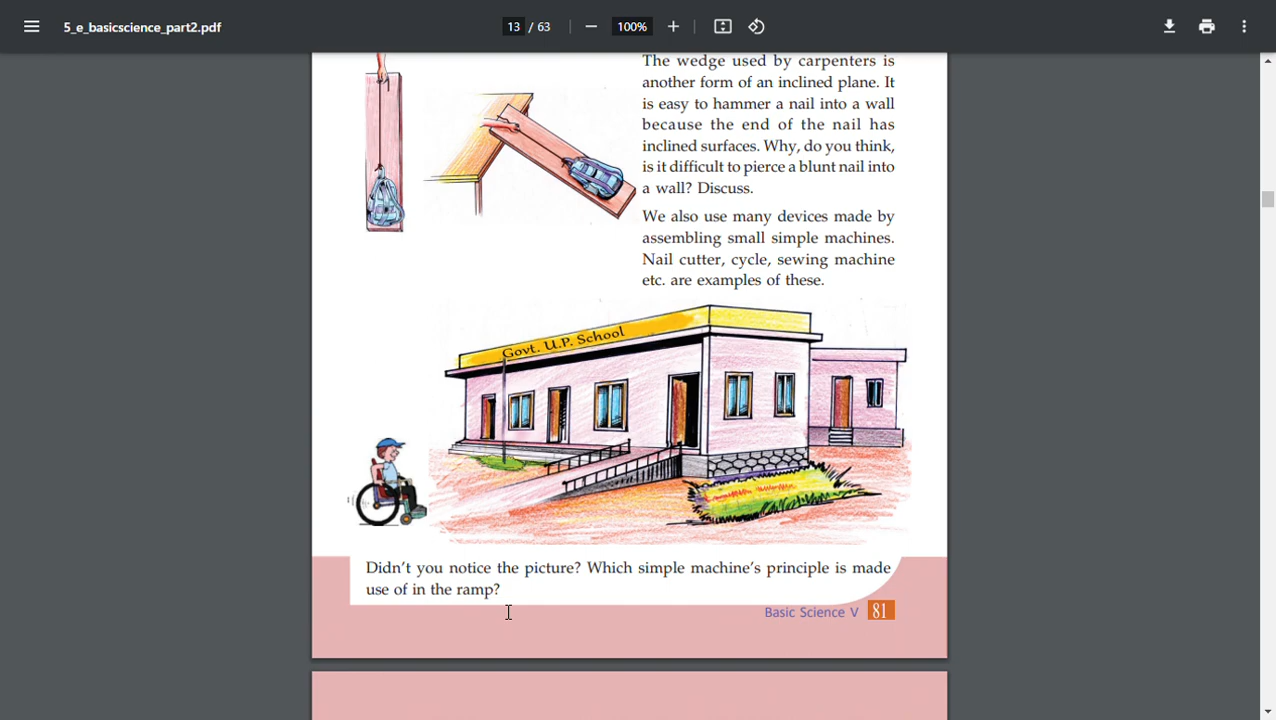 5_e_basicscience_part2.pdf
13 / 63
100%
The wedge used by carpenters is
another form of an inclined plane. It
is easy to hammer a nail into a wall
because the end of the nail has
inclined surfaces. Why, do you think,
is it difficult to pierce a blunt nail into
a wall? Discuss.
We also use many devices made by
assembling small simple machines.
Nail cutter, cycle, sewing machine
etc. are examples of these.
Govt. U.P. School
Didn't you notice the picture? Which simple machine's principle is made
use of in the ramp?
Basic Science V 81